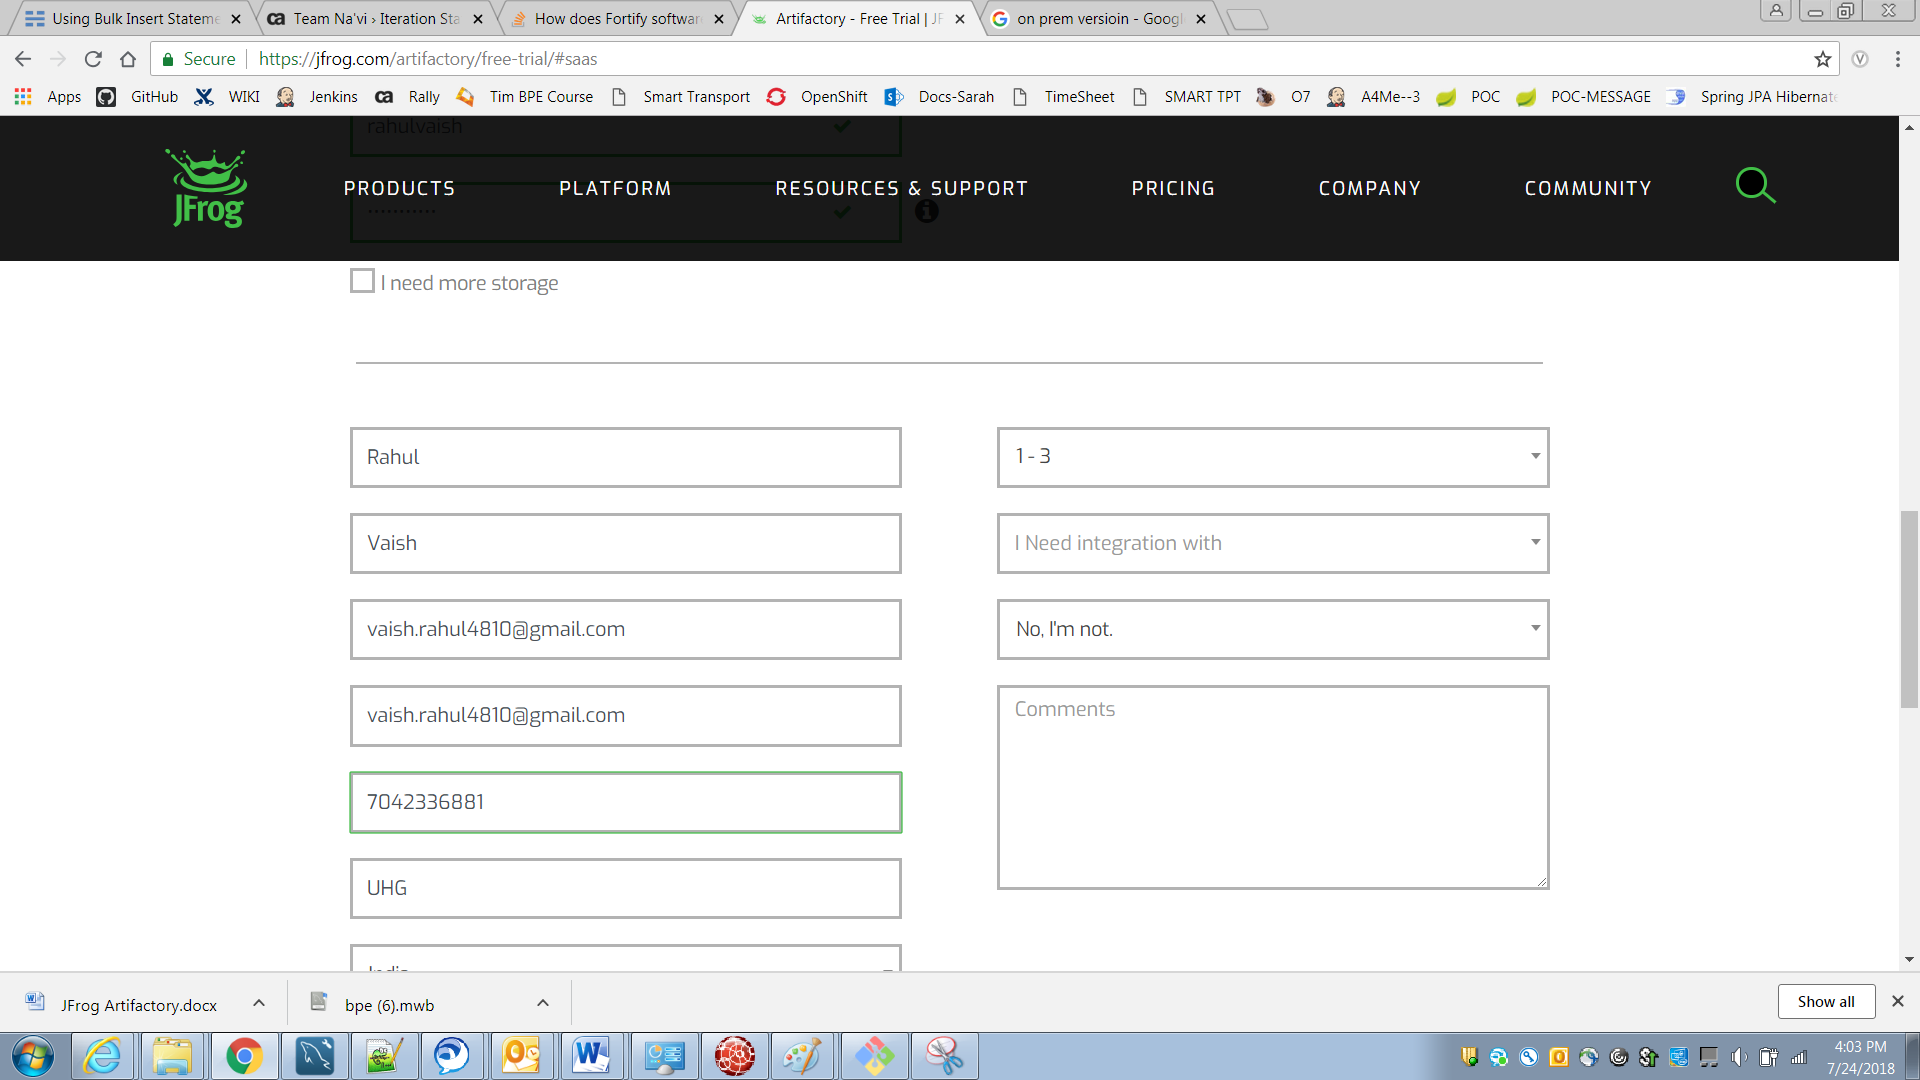 Using Bulk Insert Stateme
Team Na'vi › Iteration Sta
How does Fortify softwar
Artifactory - Free Trial | JF
on prem versioin - Googl
Secure
https://jfrog.com/artifactory/free-trial/#saas
Apps
GitHub
WIKI
ca
Rally
Jenkins
Tim BPE Course
Smart Transport
OpenShift
Docs-Sarah
TimeSheet
SMART TPT
O7
A4Me--3
POC
POC-MESSAGE
Spring JPA Hibernate
rahulvaish
JFrog
PRODUCTS
PLATFORM
RESOURCES & SUPPORT
PRICING
COMPANY
COMMUNITY
I need more storage
Rahul
1 - 3
Vaish
I Need integration with
vaish.rahul4810@gmail.com
No, I'm not.
vaish.rahul4810@gmail.com
Comments
7042336881
UHG
India
JFrog Artifactory.docx
bpe (6).mwb
Show all
4:03 PM
7/24/2018